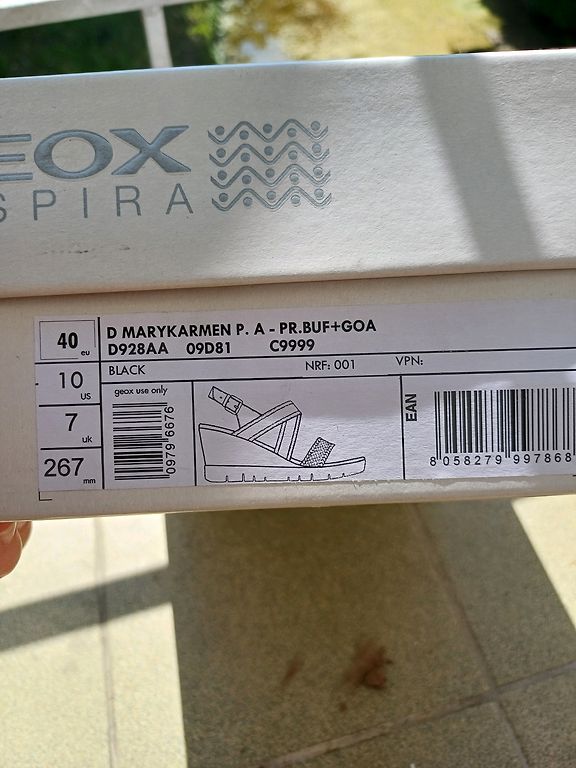 EOX
SPIRA
40 eu
D MARYKARMEN P. A - PR.BUF+GOA
D928AA 09D81 C9999
10 us
BLACK NRF: 001 VPN:
7 uk
geox use only
0979 6676
EAN
8 058279 997868
267 mm